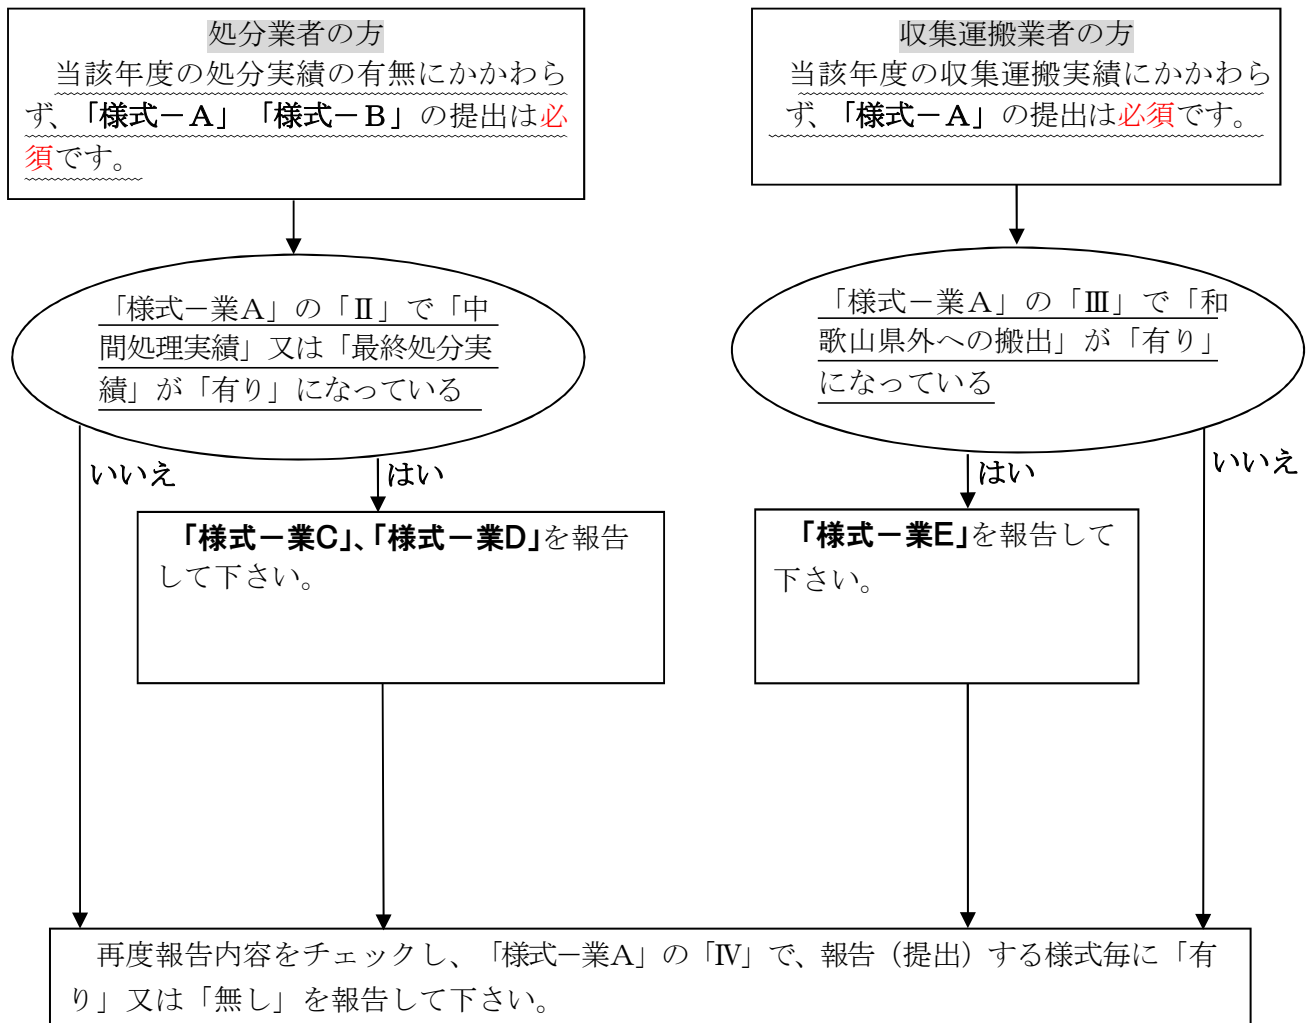 処分業者の方
当該年度の処分実績の有無にかかわら
ず、「様式－A」「様式－B」の提出は必
須です。
「様式－業A」の「Ⅱ」で「中
間処理実績」又は「最終処分実
績」が「有り」になっている
いいえ
はい
「様式－業C」、「様式－業D」を報告
して下さい。
収集運搬業者の方
当該年度の収集運搬実績にかかわら
ず、「様式－A」の提出は必須です。
「様式－業A」の「Ⅲ」で「和
歌山県外への搬出」が「有り」
になっている
はい
いいえ
「様式－業E」を報告して
下さい。
再度報告内容をチェックし、「様式－業A」の「Ⅳ」で、報告（提出）する様式毎に「有
り」又は「無し」を報告して下さい。